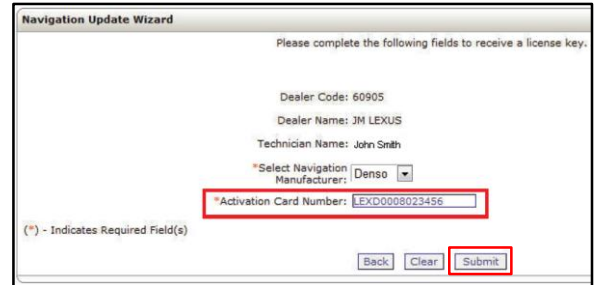 Navigation Update Wizard
Please complete the following fields to receive a license key.
Dealer Code: 60905
Dealer Name: JM LEXUS
Technician Name: John Smith
*Select Navigation
Manufacturer: Denso
*Activation Card Number: LEXD0008023456
(*) - Indicates Required Field(s)
Back Clear Submit